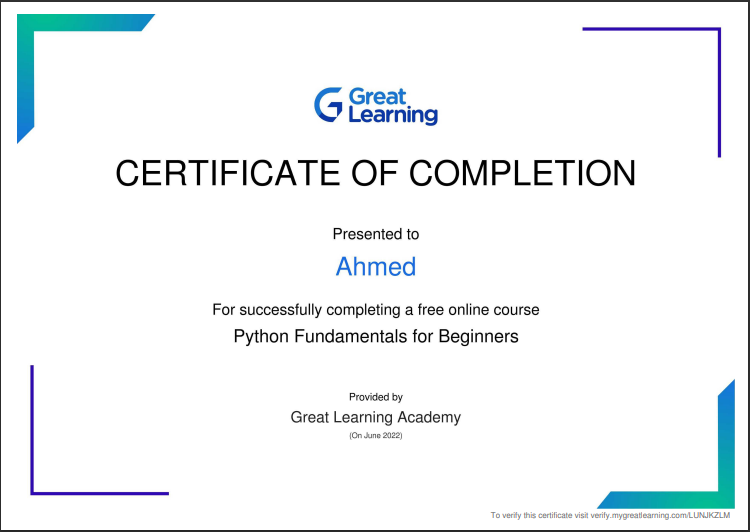 Great
Learning
CERTIFICATE OF COMPLETION
Presented to
Ahmed
For successfully completing a free online course
Python Fundamentals for Beginners
Provided by
Great Learning Academy
(On June 2022)
To verify this certificate visit verify.mygreatlearning.com/LUNJKZLM